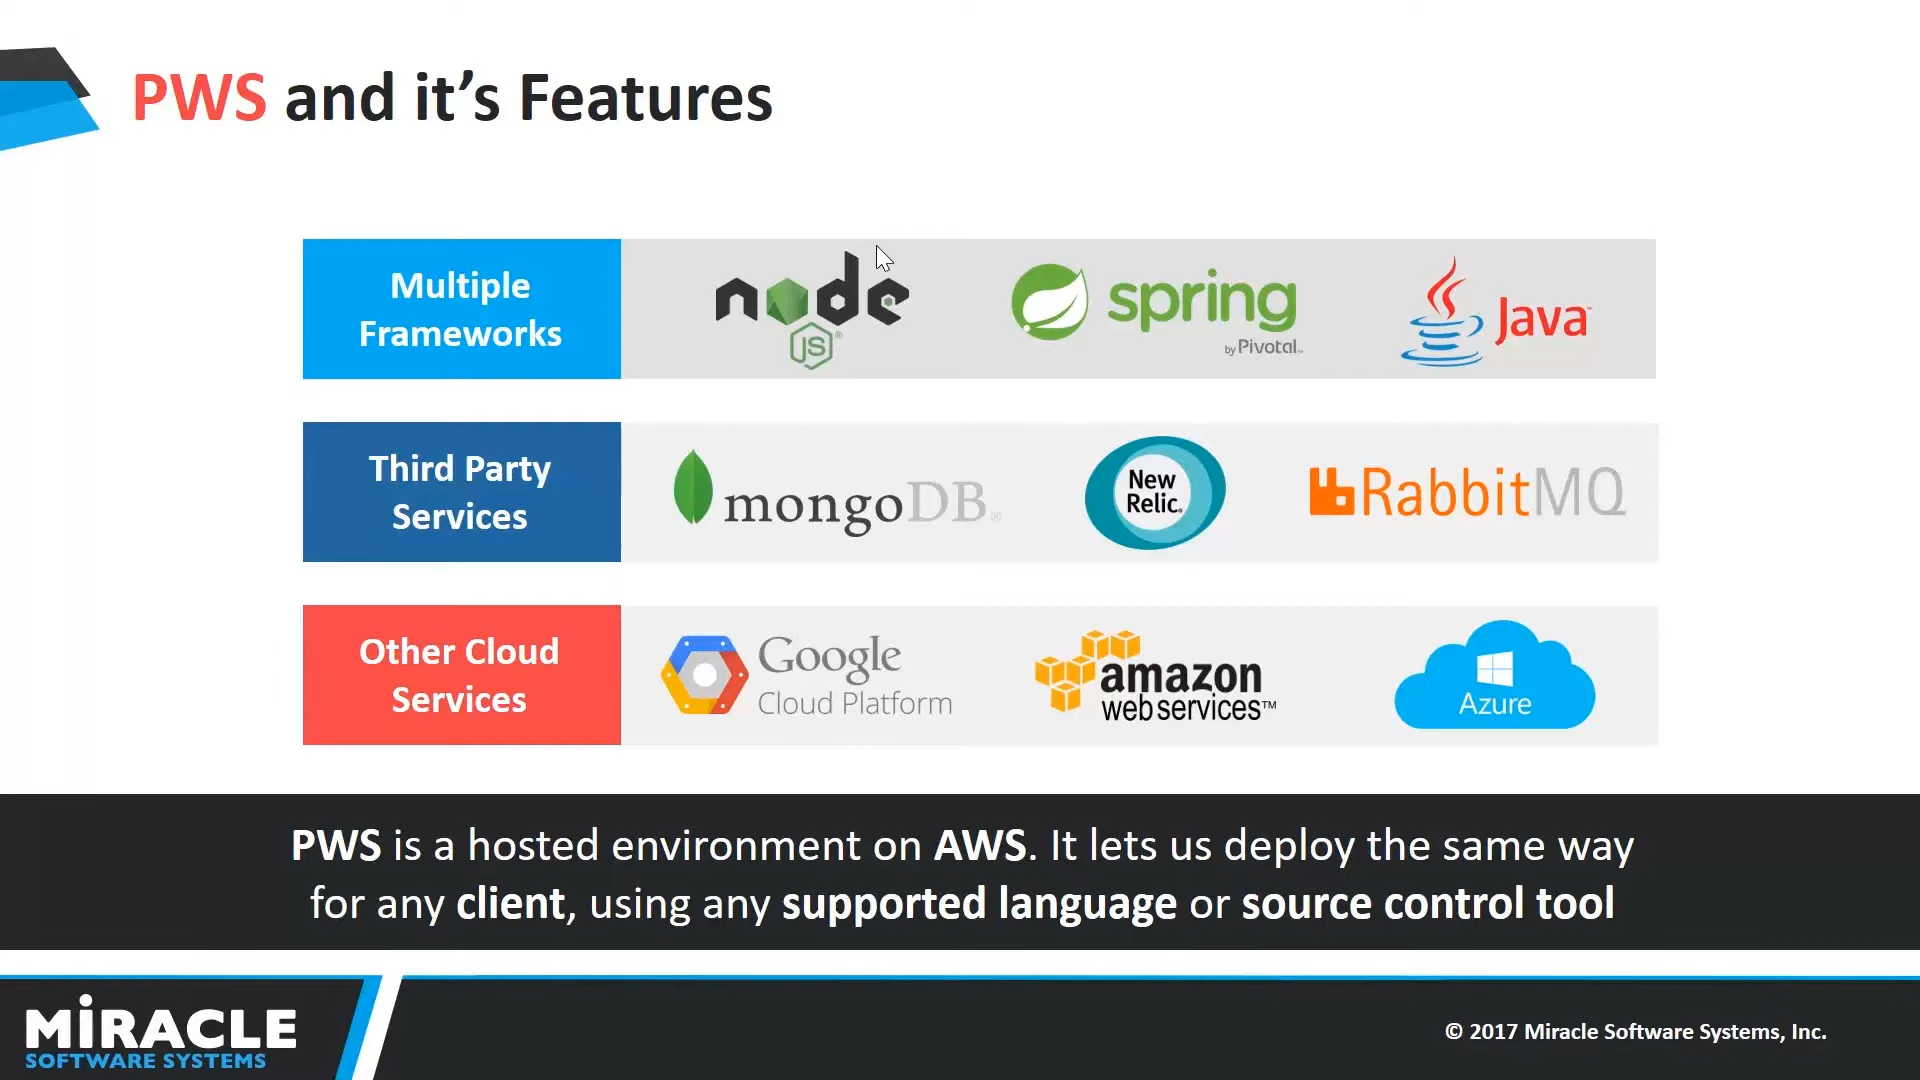 PWS and it’s Features
Multiple
Frameworks
node
JS
spring
by Pivotal™
Java™
Third Party
Services
mongoDB
New
Relic.
RabbitMQ
Other Cloud
Services
Google
Cloud Platform
amazon
web services™
Azure
PWS is a hosted environment on AWS. It lets us deploy the same way
for any client, using any supported language or source control tool
MiRACLE
SOFTWARE SYSTEMS
© 2017 Miracle Software Systems, Inc.